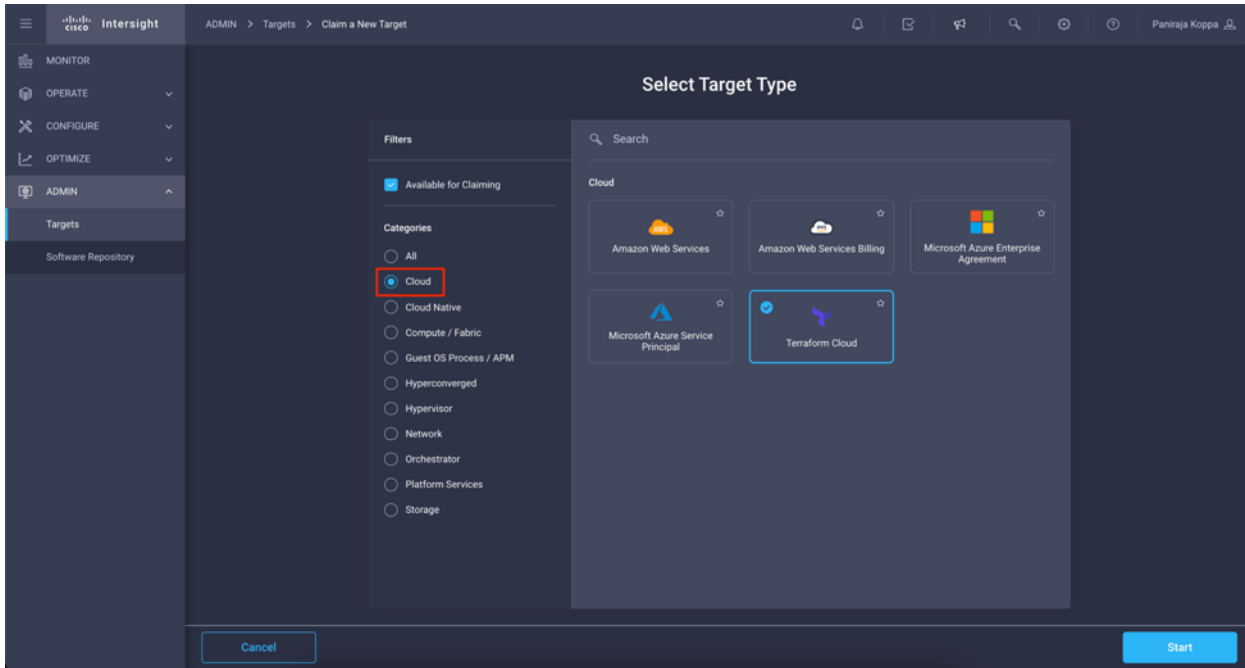 cisco Intersight
ADMIN > Targets > Claim a New Target
Paniraja Koppa
MONITOR
OPERATE
CONFIGURE
OPTIMIZE
ADMIN
Targets
Software Repository
Select Target Type
Filters
Available for Claiming
Categories
All
Cloud
Cloud Native
Compute / Fabric
Guest OS Process / APM
Hyperconverged
Hypervisor
Network
Orchestrator
Platform Services
Storage
Search
Cloud
AWS
Amazon Web Services
AWS
Amazon Web Services Billing
Microsoft Azure Enterprise
Agreement
Microsoft Azure Service
Principal
Terraform Cloud
Cancel
Start